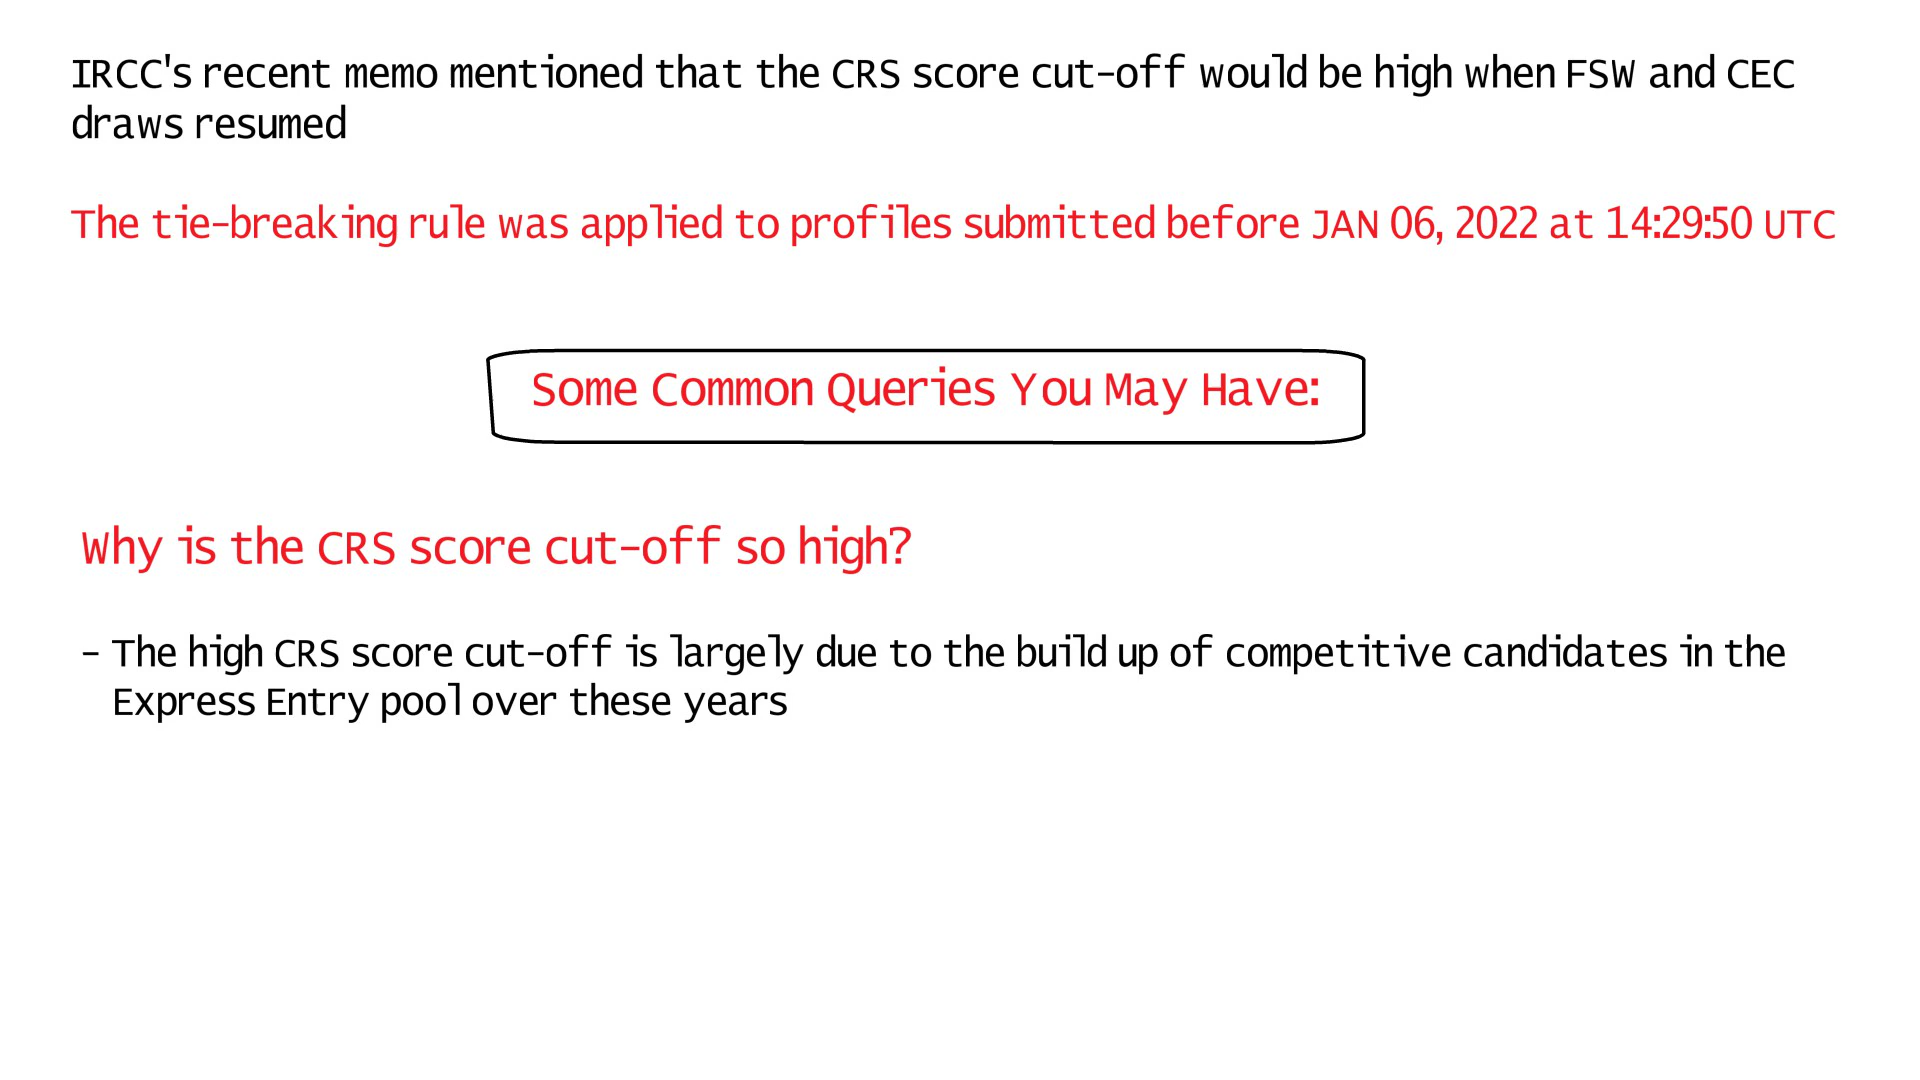 IRCC's recent memo mentioned that the CRS score cut-off would be high when FSW and CEC
draws resumed
The tie-breaking rule was applied to profiles submitted before JAN 06, 2022 at 14:29:50 UTC
Some Common Queries You May Have:
Why is the CRS score cut-off so high?
- The high CRS score cut-off is largely due to the build up of competitive candidates in the
Express Entry pool over these years